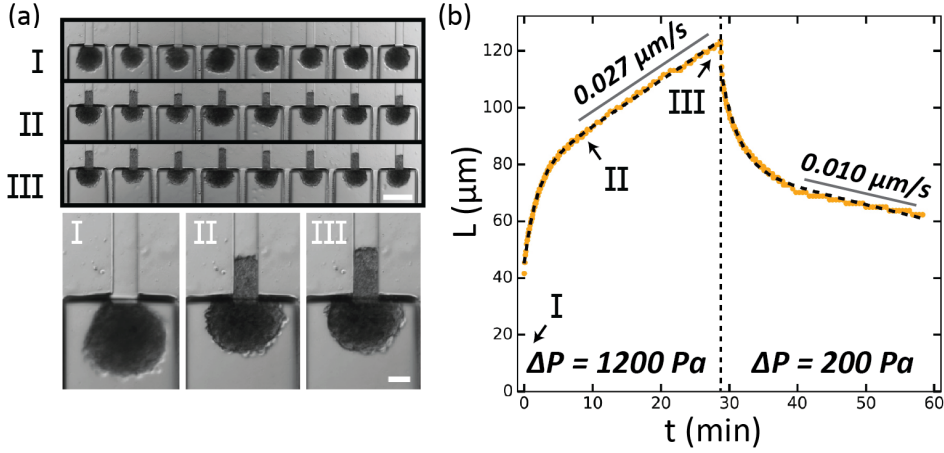 (a)
I
II
III
I
II
III
(b)
L (μm)
120
100
80
60
40
20
0
0.027 μm/s
III
II
0.010 μm/s
I
ΔP = 1200 Pa
ΔP = 200 Pa
0
10
20
30
40
50
60
t (min)